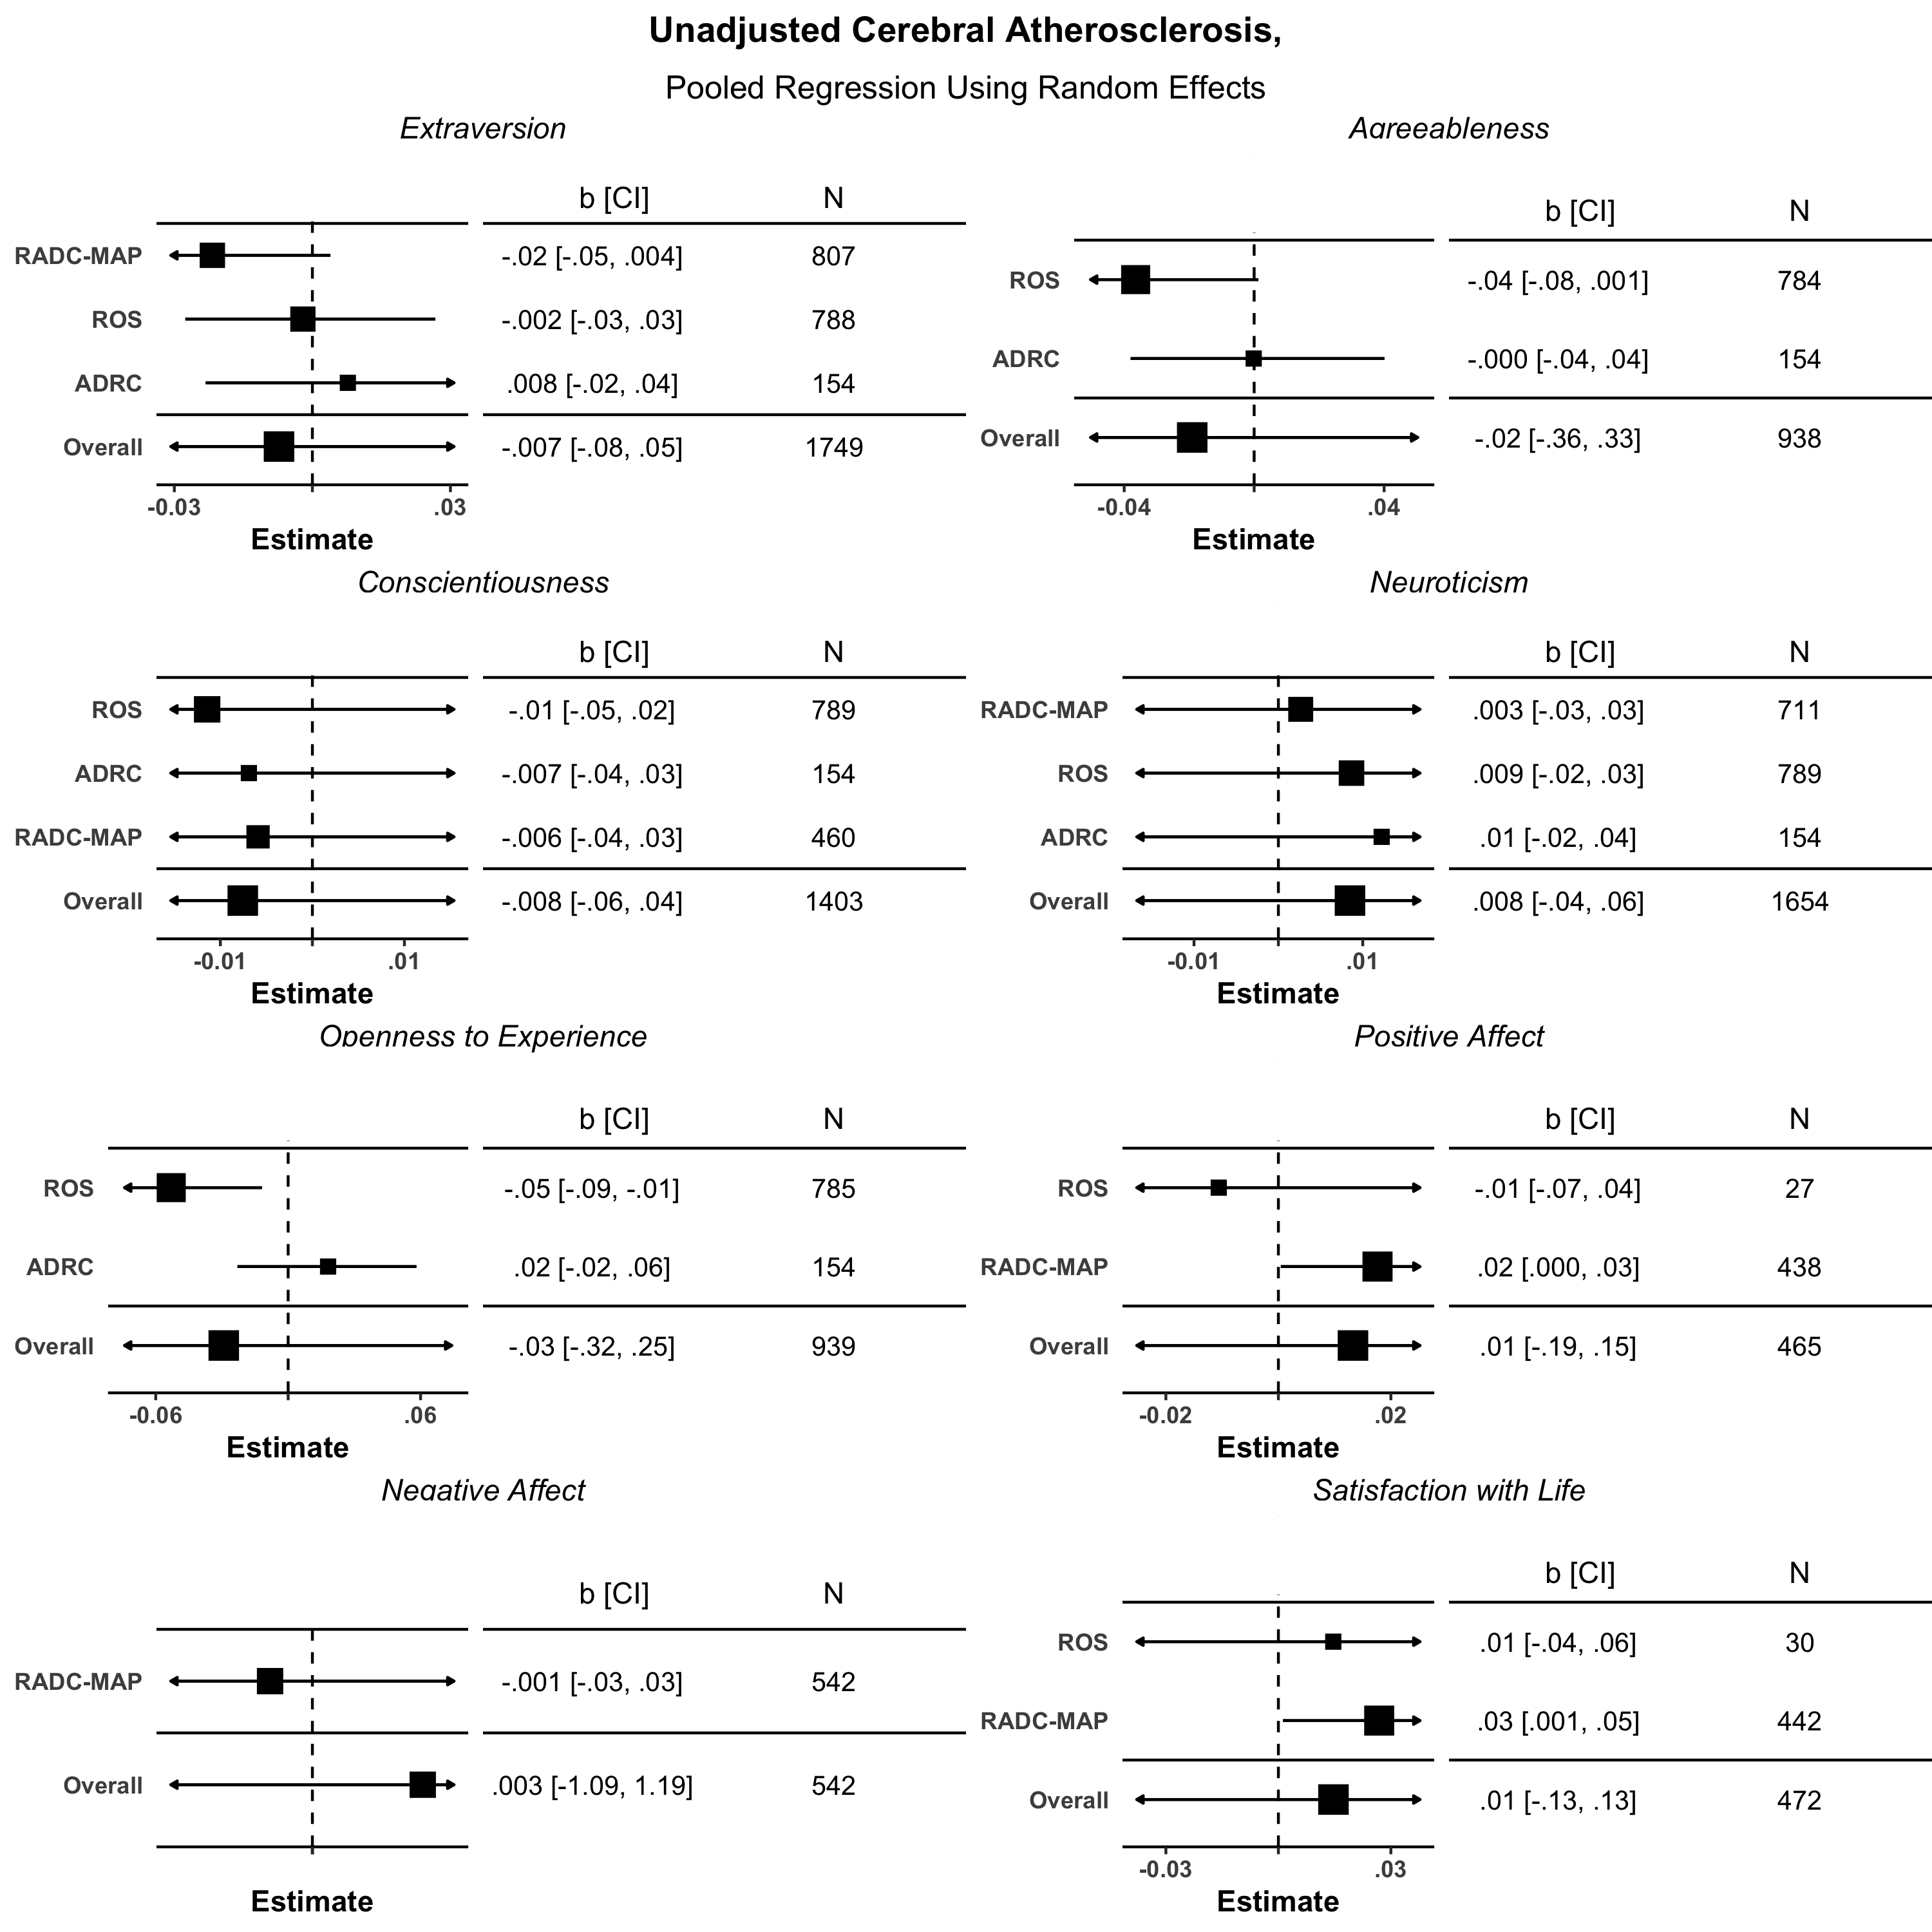 Unadjusted Cerebral Atherosclerosis,
Pooled Regression Using Random Effects
Extraversion
b [CI] N
RADC-MAP -.02 [-.05, .004] 807
ROS -.002 [-.03, .03] 788
ADRC .008 [-.02, .04] 154
Overall -.007 [-.08, .05] 1749
-0.03 .03
Estimate
Agreeableness
b [CI] N
ROS -.04 [-.08, .001] 784
ADRC -.000 [-.04, .04] 154
Overall -.02 [-.36, .33] 938
-0.04 .04
Estimate
Conscientiousness
b [CI] N
ROS -.01 [-.05, .02] 789
ADRC -.007 [-.04, .03] 154
RADC-MAP -.006 [-.04, .03] 460
Overall -.008 [-.06, .04] 1403
-0.01 .01
Estimate
Neuroticism
b [CI] N
RADC-MAP .003 [-.03, .03] 711
ROS .009 [-.02, .03] 789
ADRC .01 [-.02, .04] 154
Overall .008 [-.04, .06] 1654
-0.01 .01
Estimate
Openness to Experience
b [CI] N
ROS -.05 [-.09, -.01] 785
ADRC .02 [-.02, .06] 154
Overall -.03 [-.32, .25] 939
-0.06 .06
Estimate
Positive Affect
b [CI] N
ROS -.01 [-.07, .04] 27
RADC-MAP .02 [.000, .03] 438
Overall .01 [-.19, .15] 465
-0.02 .02
Estimate
Negative Affect
b [CI] N
RADC-MAP -.001 [-.03, .03] 542
Overall .003 [-1.09, 1.19] 542
Estimate
Satisfaction with Life
b [CI] N
ROS .01 [-.04, .06] 30
RADC-MAP .03 [.001, .05] 442
Overall .01 [-.13, .13] 472
-0.03 .03
Estimate